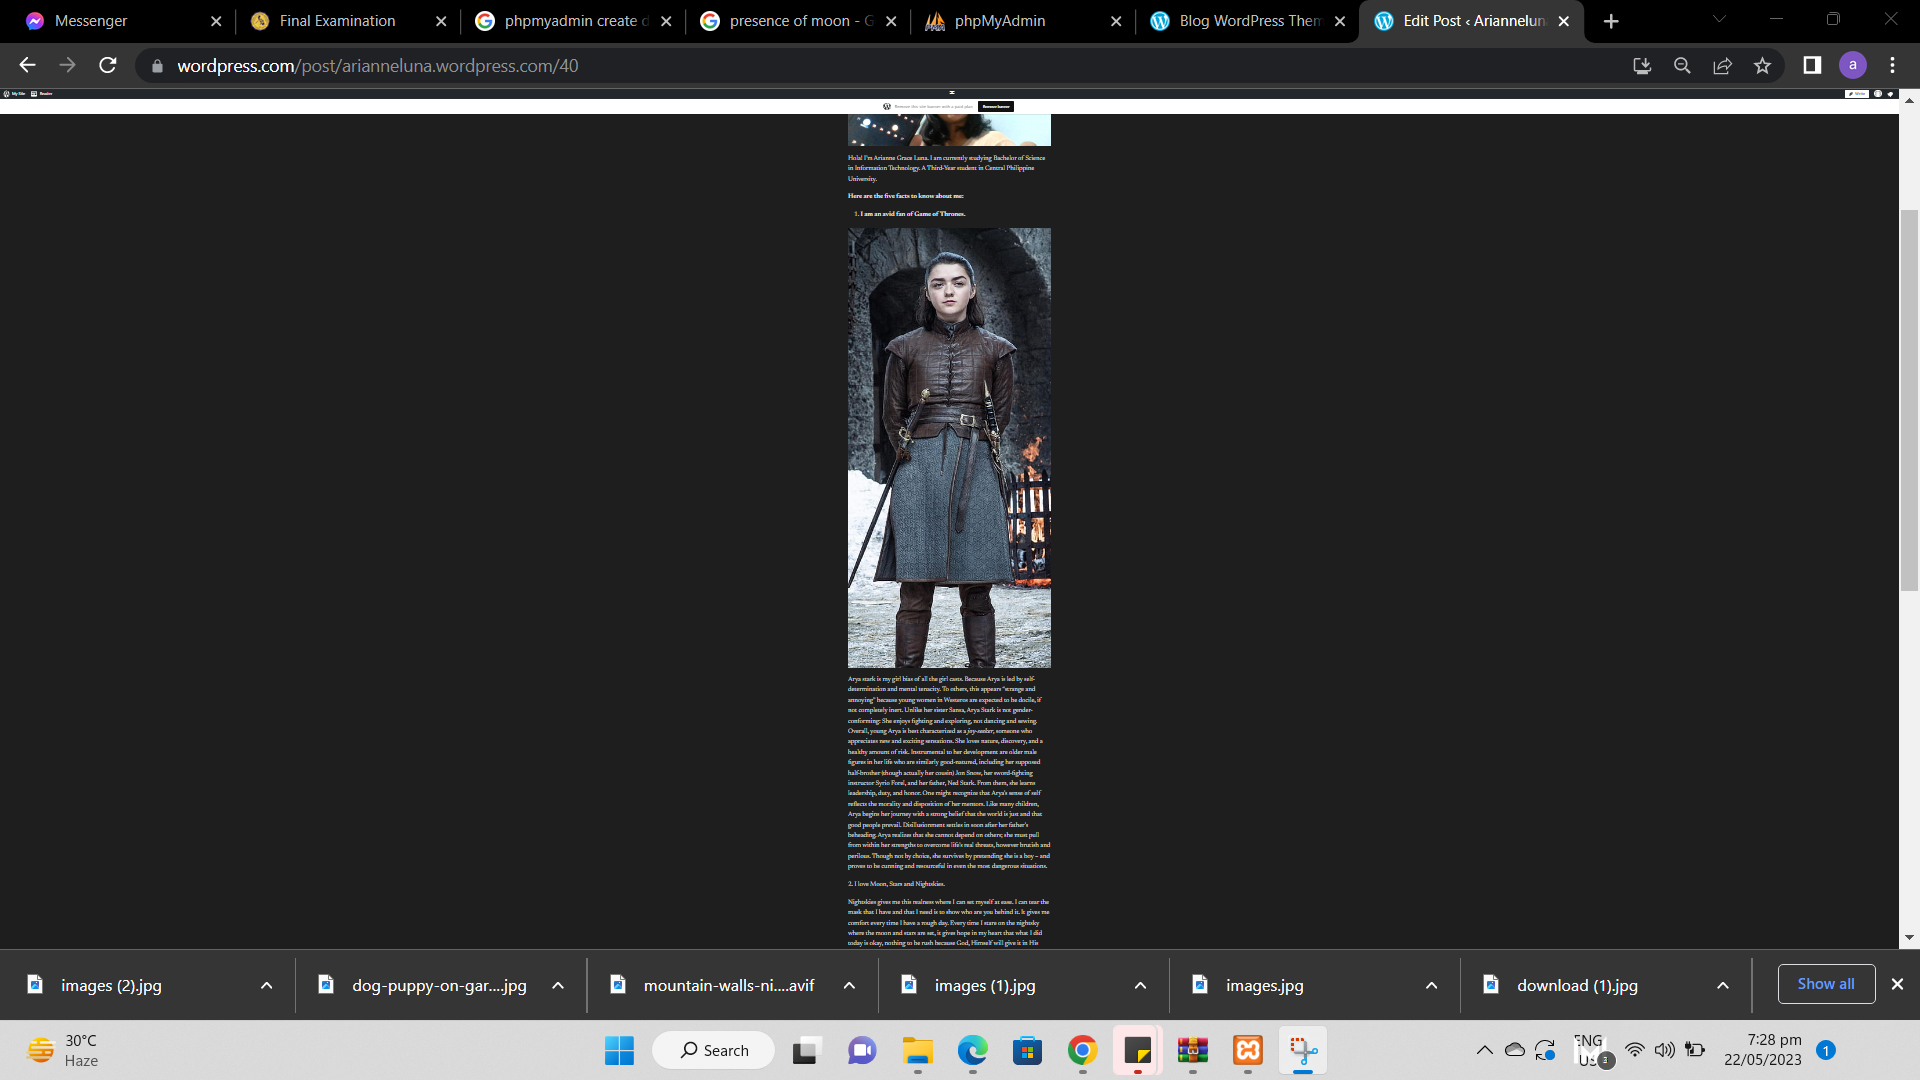 Messenger
Final Examination
phpmyadmin create d
presence of moon - G
phpMyAdmin
Blog WordPress Them
Edit Post ‹ Arianneluna
wordpress.com/post/arianneluna.wordpress.com/40
a
My Site
Reader
Write
Remove this site banner with a paid plan
Remove banner
Hola! I'm Arianne Grace Luna. I am currently studying Bachelor of Science
in Information Technology. A Third-Year student in Central Philippine
University.
Here are the five facts to know about me:
1. I am an avid fan of Game of Thrones.
Arya stark is my girl bias of all the girl casts. Because Arya is led by self-
determination and mental tenacity. To others, this appears "strange and
annoying" because young women in Westeros are expected to be docile, if
not completely inert. Unlike her sister Sansa, Arya Stark is not gender-
conforming: She enjoys fighting and exploring, not dancing and sewing.
Overall, young Arya is best characterized as a joy-seeker, someone who
appreciates new and exciting sensations. She loves nature, discovery, and a
healthy amount of risk. Instrumental to her development are older male
figures in her life who are similarly good-natured, including her supposed
half-brother (though actually her cousin) Jon Snow, her sword-fighting
instructor Syrio Forel, and her father, Ned Stark. From them, she learns
leadership, duty, and honor. One might recognize that Arya's sense of self
reflects the morality and disposition of her mentors. Like many children,
Arya begins her journey with a strong belief that the world is just and that
good people prevail. Disillusionment settles in soon after her father's
beheading. Arya realizes that she cannot depend on others; she must pull
from within her strengths to overcome life's real threats, however brutish and
perilous. Though not by choice, she survives by pretending she is a boy – and
proves to be cunning and resourceful in even the most dangerous situations.
2. I love Moon, Stars and Nightskies.
Nightskies gives me this realness where I can set myself at ease. I can tear the
mask that I have and that I need is to show who are you behind it. It gives me
comfort every time I have a rough day. Every time I stare on the nightsky
where the moon and stars are set, it gives hope in my heart that what I did
today is okay, nothing to be rush because God, Himself will give it in His
images (2).jpg
dog-puppy-on-gar....jpg
mountain-walls-ni....avif
images (1).jpg
images.jpg
download (1).jpg
Show all
30°C
Haze
Search
ENG
US
3
7:28 pm
22/05/2023
1